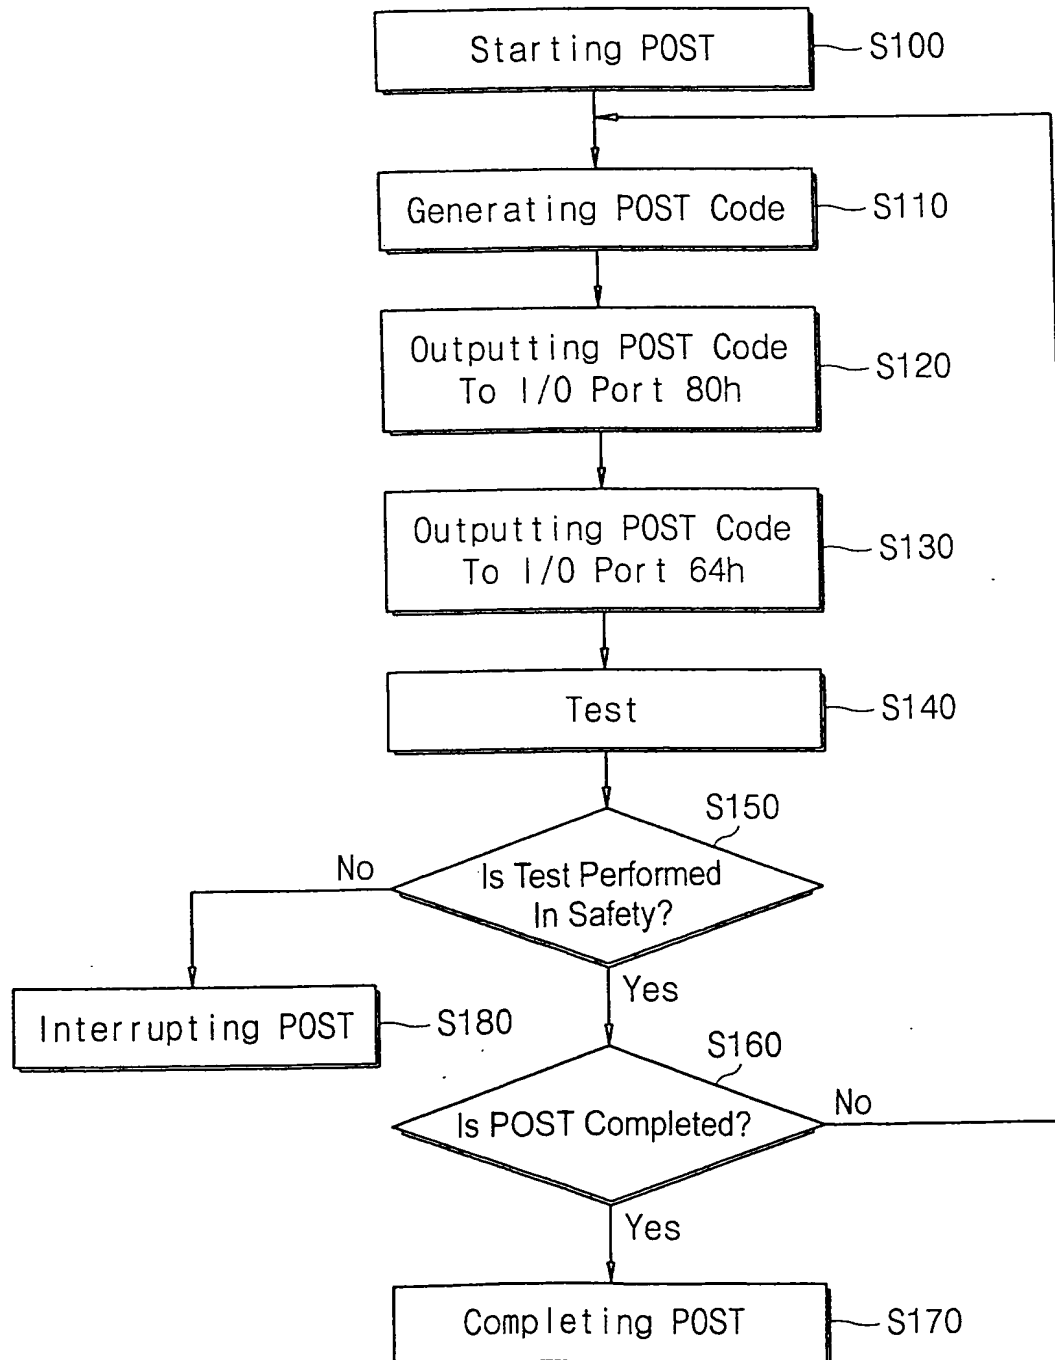 Starting POST
S100
Generating POST Code
S110
Outputting POST Code
To I/O Port 80h
S120
Outputting POST Code
To I/O Port 64h
S130
Test
S140
S150
Is Test Performed
In Safety?
No
Yes
Interrupting POST
S180
S160
Is POST Completed?
No
Yes
Completing POST
S170